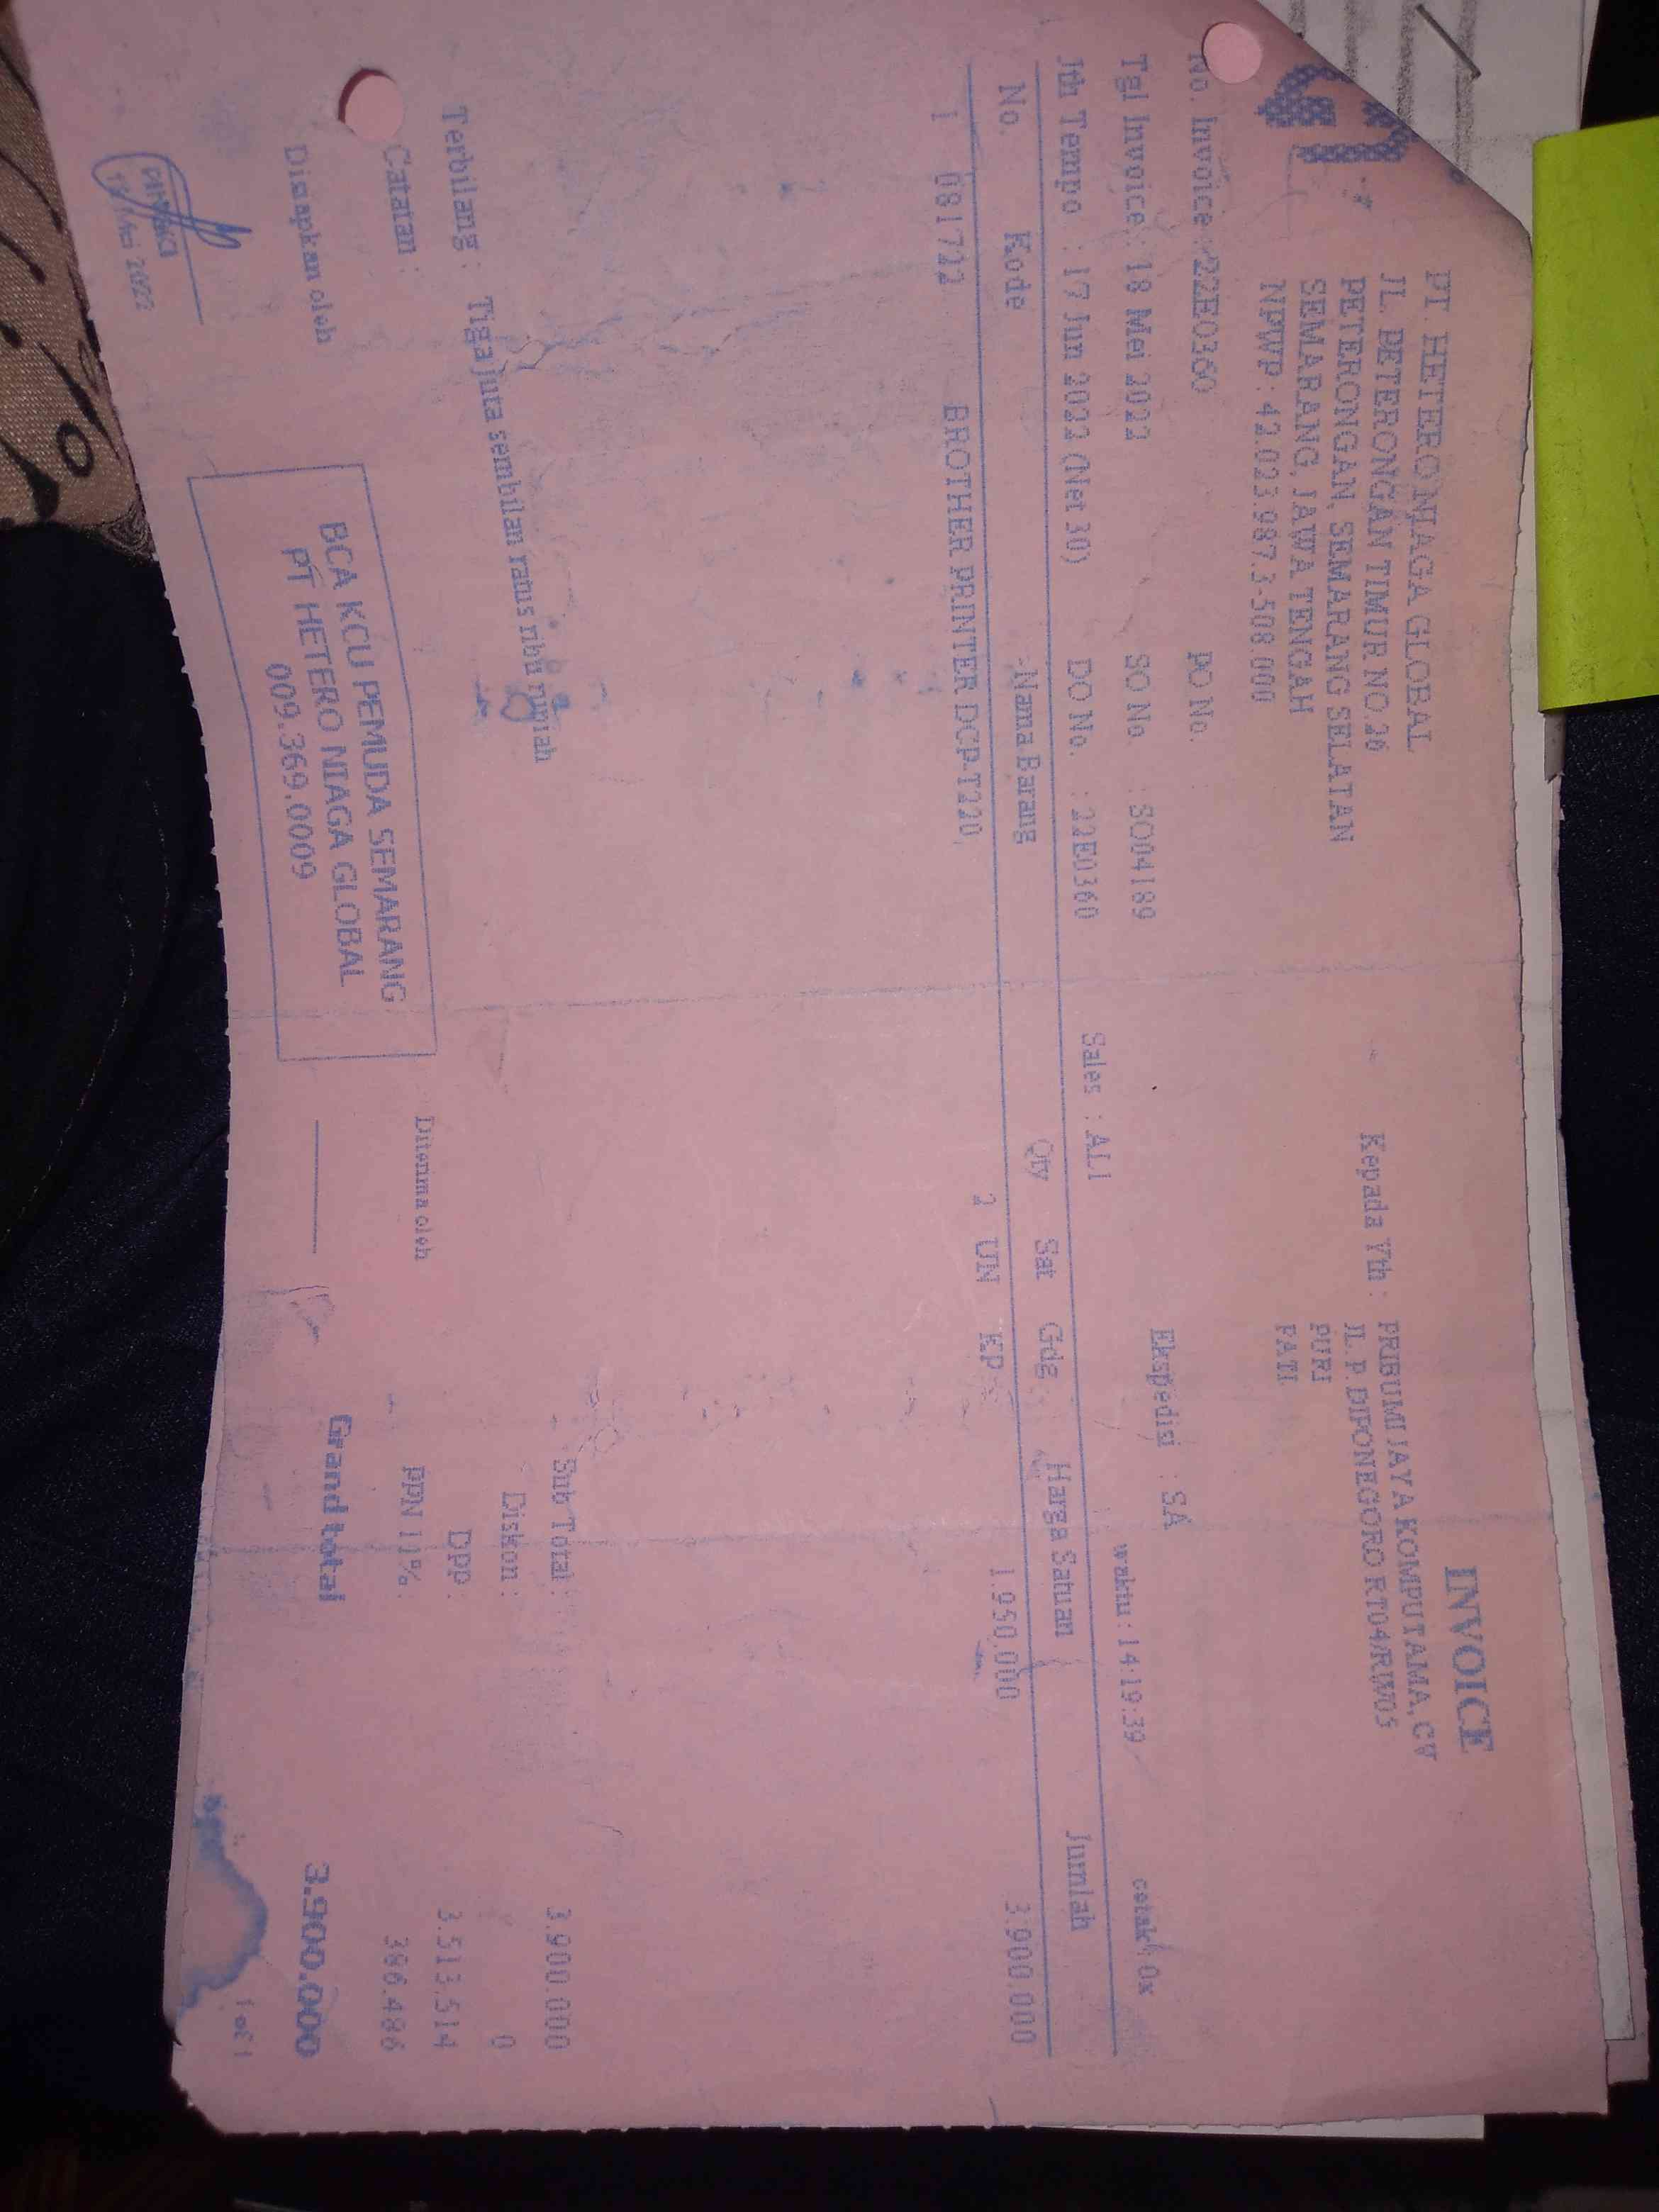 INVOICE
PT. HETERO NIAGA GLOBAL
JL. PETERONGAN TIMUR NO.26
PETERONGAN, SEMARANG SELATAN
SEMARANG, JAWA TENGAH
NPWP : 42.023.987.3-508.000
Kepada Yth : PRIBUMI JAYA KOMPUTAMA, CV
JL. P. DIPONEGORO RT04/RW05
PURI
PATI
No. Invoice : 22E0360 PO No. :
Tgl Invoice : 18 Mei 2022 SO No. : SO04189 Ekspedisi : SA
Jth Tempo : 17 Jun 2022 (Net 30) DO No. : 22E0360 Sales : ALI waktu : 14:19:39 cetak : 0x
No. Kode Nama Barang Qty Sat Gdg Harga Satuan Jumlah
1 081722 BROTHER PRINTER DCP-T220 2 UN KP 1.950.000 3.900.000
Terbilang : Tiga juta sembilan ratus ribu rupiah
Catatan :
Sub Total : 3.900.000
Diskon : 0
DPP : 3.513.514
PPN 11% : 386.486
Grand total 3.900.000
Disiapkan oleh
Diterima oleh
BCA KCU PEMUDA SEMARANG
PT HETERO NIAGA GLOBAL
009.369.0009
1 of 1